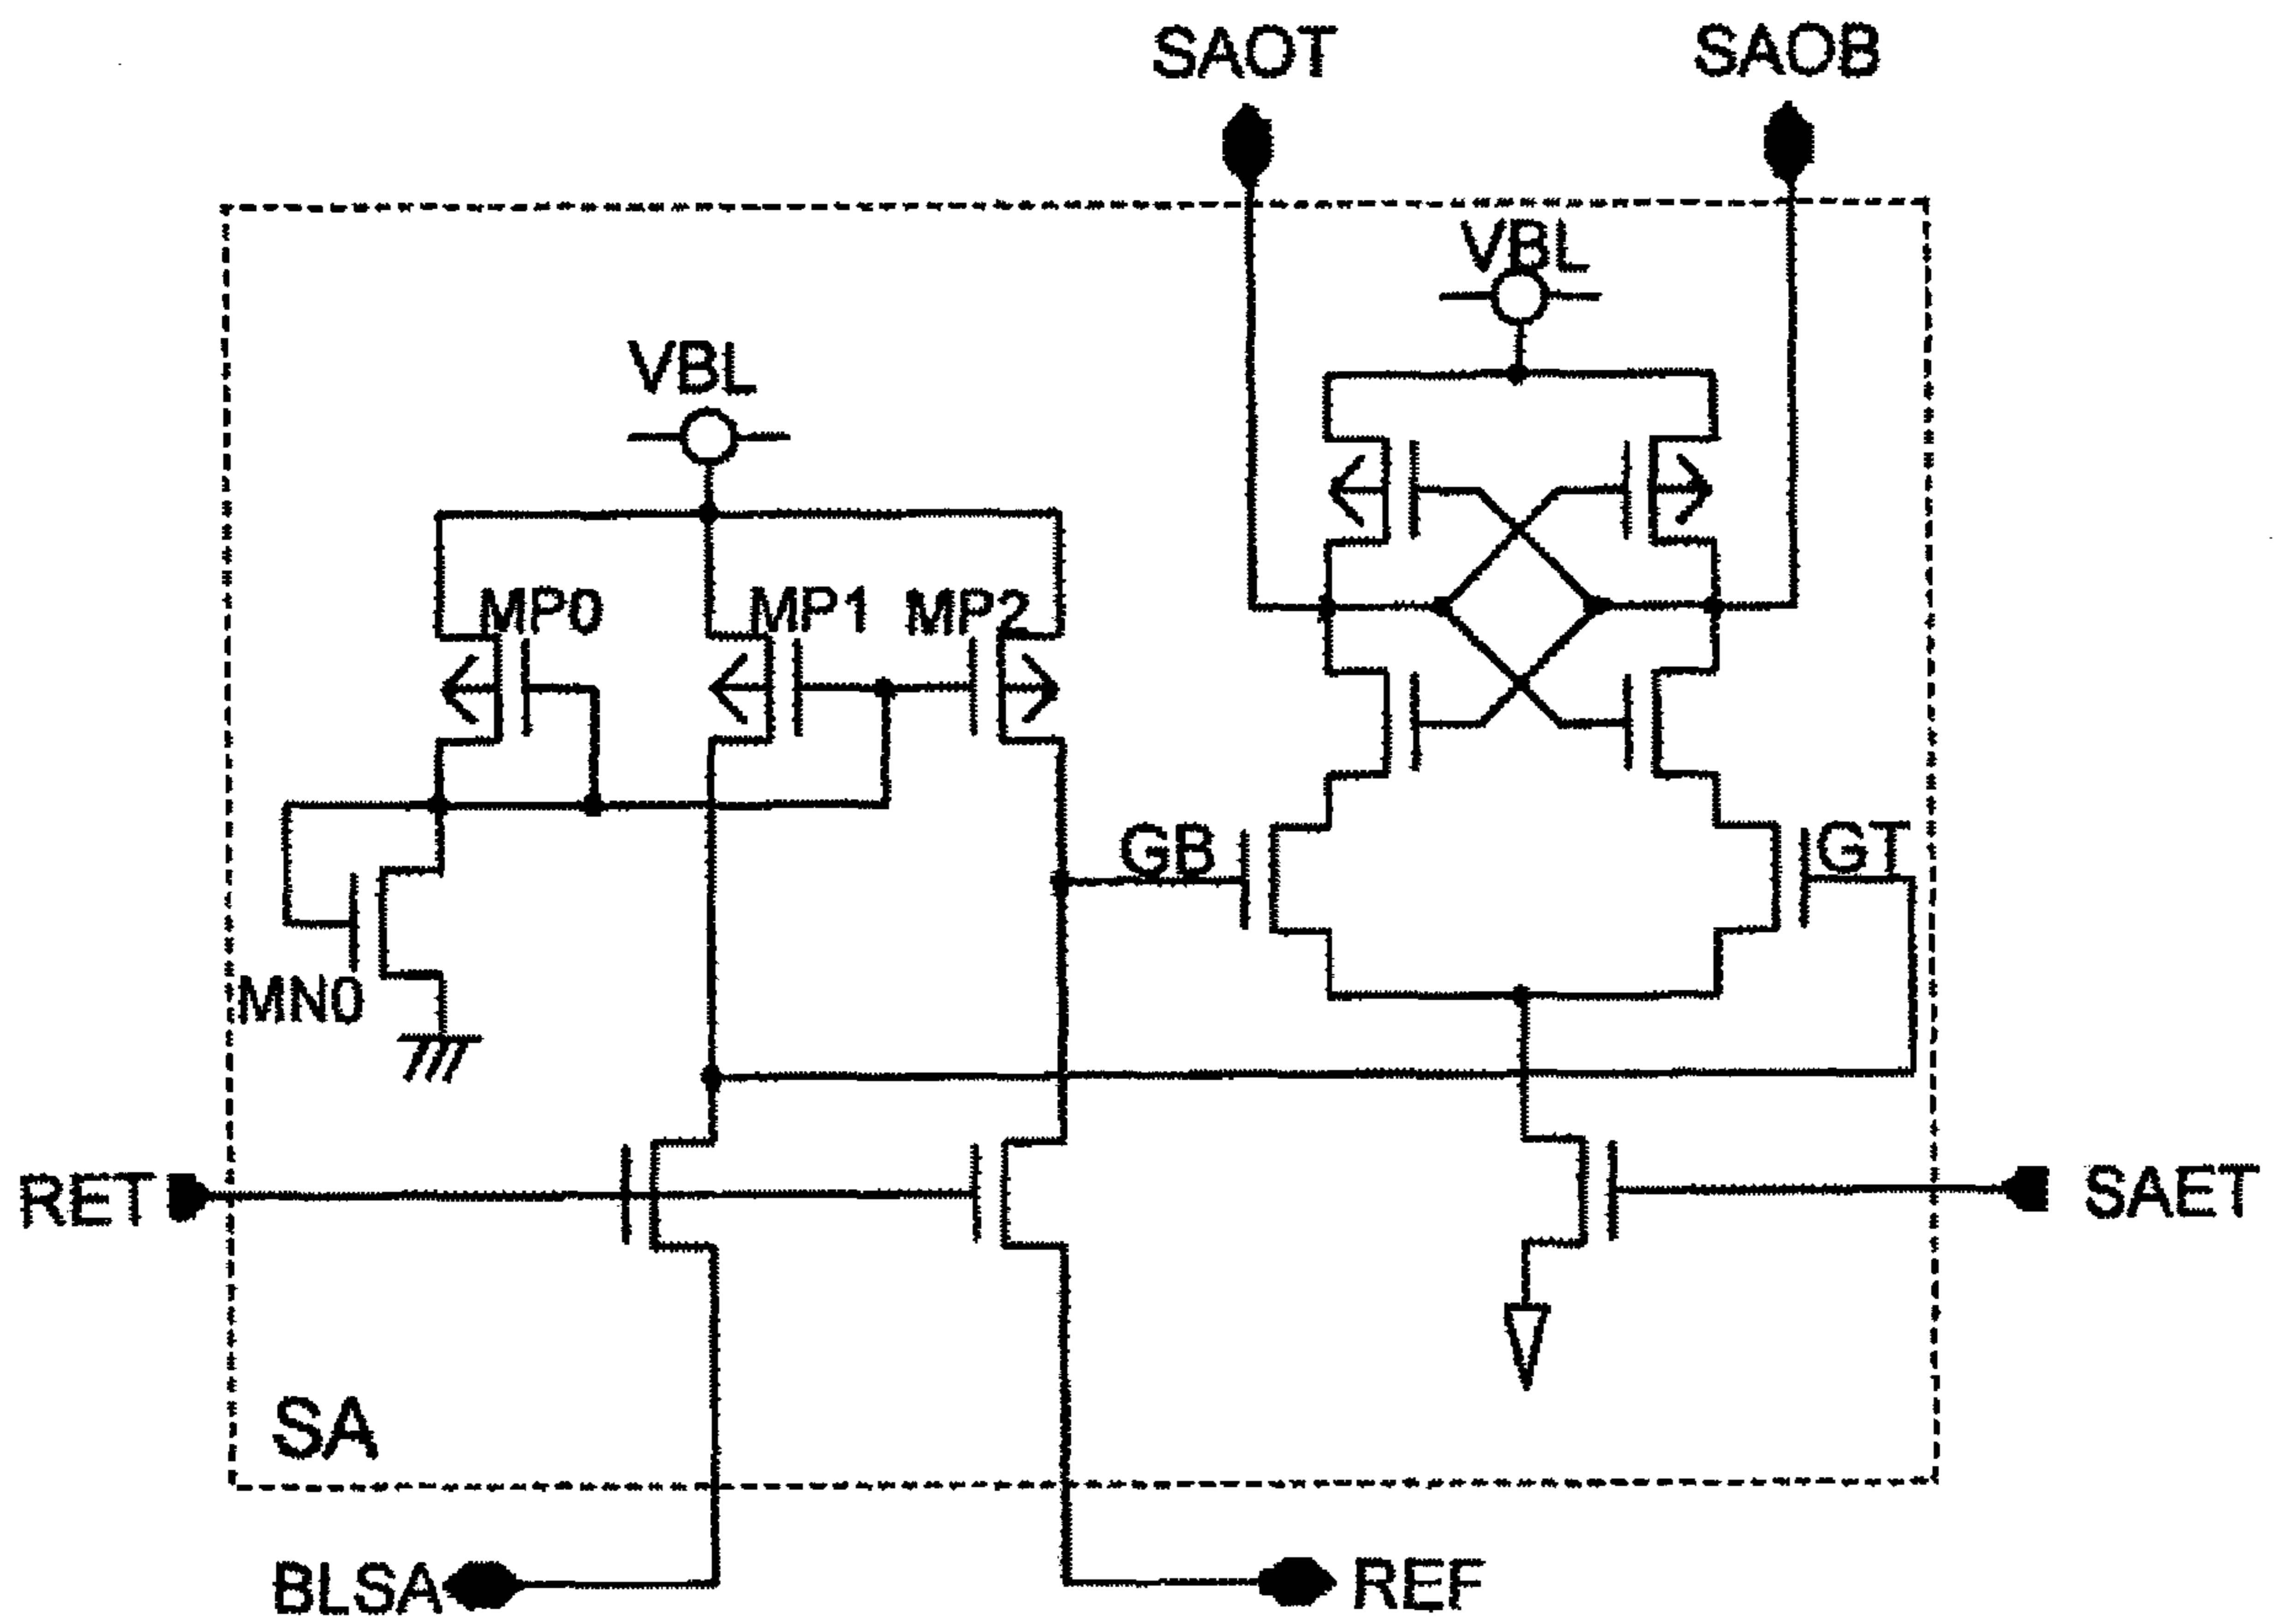 SAOT
SAOB
VBL
VBL
MP0
MP1
MP2
GB
GT
MN0
RET
SAET
SA
BLSA
REF